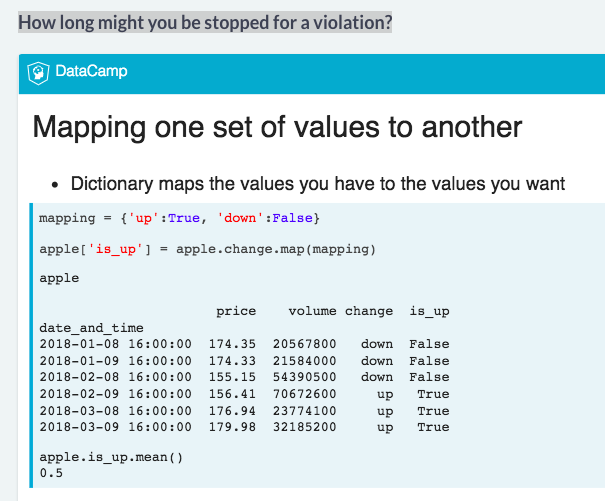 How long might you be stopped for a violation?
DataCamp
Mapping one set of values to another
• Dictionary maps the values you have to the values you want
mapping = {'up':True, 'down':False}
apple['is_up'] = apple.change.map(mapping)
apple
price volume change is_up
date_and_time
2018-01-08 16:00:00 174.35 20567800 down False
2018-01-09 16:00:00 174.33 21584000 down False
2018-02-08 16:00:00 155.15 54390500 down False
2018-02-09 16:00:00 156.41 70672600 up True
2018-03-08 16:00:00 176.94 23774100 up True
2018-03-09 16:00:00 179.98 32185200 up True
apple.is_up.mean()
0.5